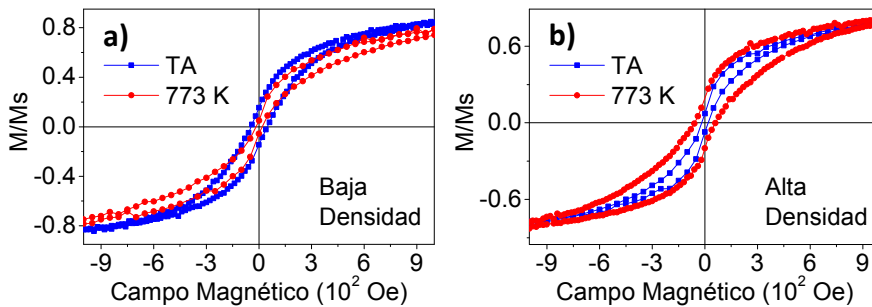 a)
TA
773 K
Baja
Densidad
M/Ms
0.8
0.4
0.0
-0.4
-0.8
-9 -6 -3 0 3 6 9
Campo Magnético (10² Oe)
b)
TA
773 K
Alta
Densidad
M/Ms
0.6
0.0
-0.6
-9 -6 -3 0 3 6 9
Campo Magnético (10² Oe)